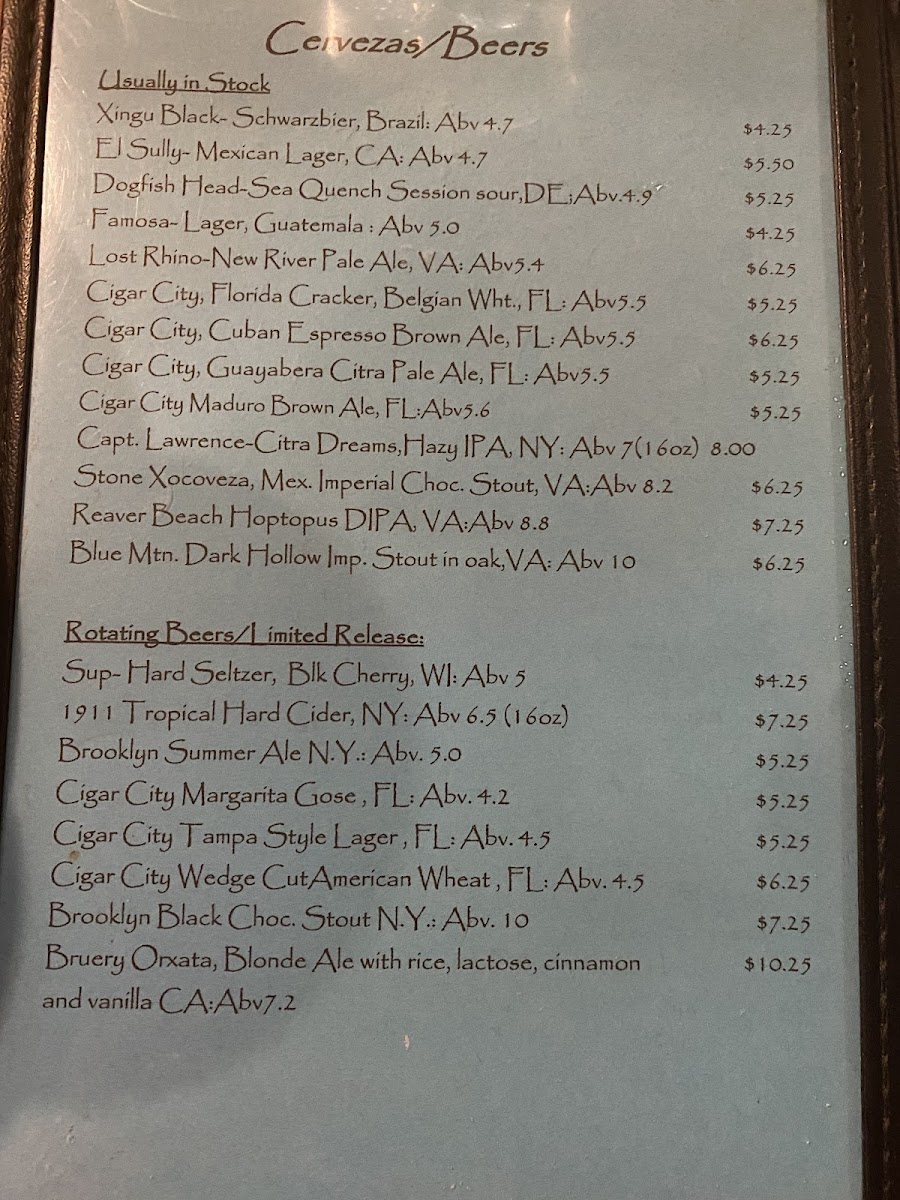 Cervezas/Beers
Usually in Stock
Xingu Black- Schwarzbier, Brazil: Abv 4.7 $4.25
El Sully- Mexican Lager, CA: Abv 4.7 $5.50
Dogfish Head-Sea Quench Session sour,DE;Abv.4.9 $5.25
Famosa- Lager, Guatemala : Abv 5.0 $4.25
Lost Rhino-New River Pale Ale, VA: Abv5.4 $6.25
Cigar City, Florida Cracker, Belgian Wht., FL: Abv5.5 $5.25
Cigar City, Cuban Espresso Brown Ale, FL: Abv5.5 $6.25
Cigar City, Guayabera Citra Pale Ale, FL: Abv5.5 $5.25
Cigar City Maduro Brown Ale, FL:Abv5.6 $5.25
Capt. Lawrence-Citra Dreams,Hazy IPA, NY: Abv 7(16oz) 8.00
Stone Xocoveza, Mex. Imperial Choc. Stout, VA:Abv 8.2 $6.25
Reaver Beach Hoptopus DIPA, VA:Abv 8.8 $7.25
Blue Mtn. Dark Hollow Imp. Stout in oak,VA: Abv 10 $6.25
Rotating Beers/Limited Release:
Sup- Hard Seltzer, Blk Cherry, WI: Abv 5 $4.25
1911 Tropical Hard Cider, NY: Abv 6.5 (16oz) $7.25
Brooklyn Summer Ale N.Y.: Abv. 5.0 $5.25
Cigar City Margarita Gose , FL: Abv. 4.2 $5.25
Cigar City Tampa Style Lager , FL: Abv. 4.5 $5.25
Cigar City Wedge CutAmerican Wheat , FL: Abv. 4.5 $6.25
Brooklyn Black Choc. Stout N.Y.: Abv. 10 $7.25
Bruery Orxata, Blonde Ale with rice, lactose, cinnamon $10.25
and vanilla CA:Abv7.2